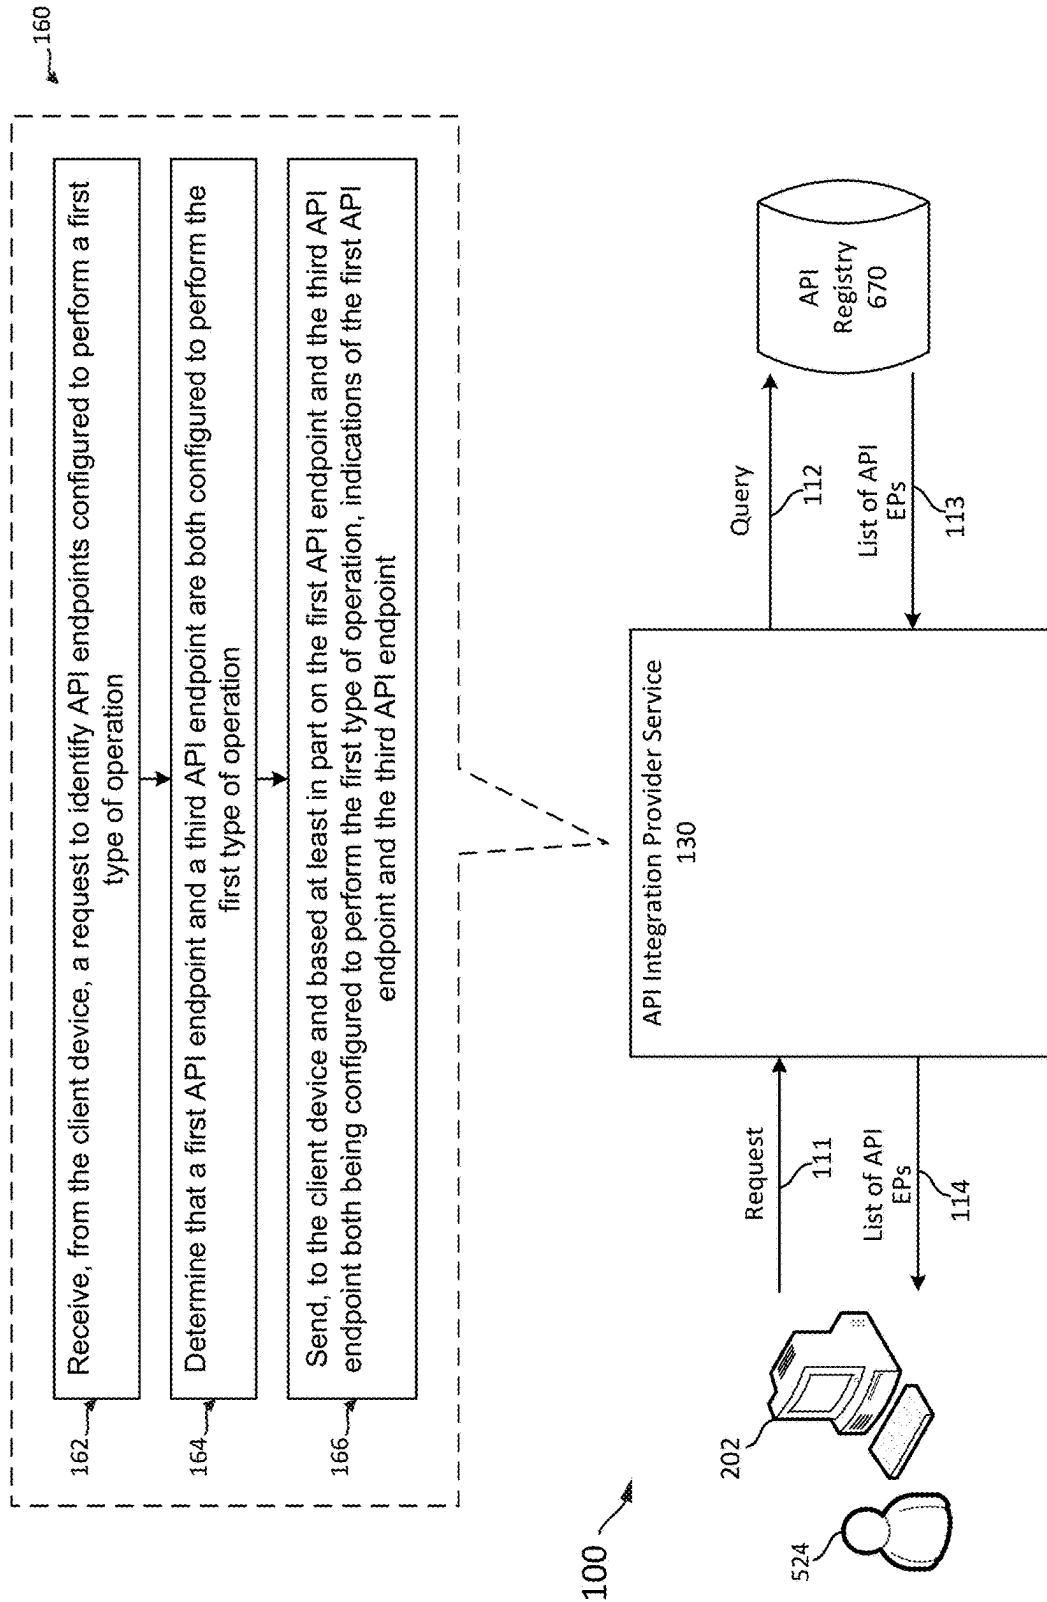 160
162
Receive, from the client device, a request to identify API endpoints configured to perform a first
type of operation
164
Determine that a first API endpoint and a third API endpoint are both configured to perform the
first type of operation
166
Send, to the client device and based at least in part on the first API endpoint and the third API
endpoint both being configured to perform the first type of operation, indications of the first API
endpoint and the third API endpoint
100
524
202
Request
111
List of API
EPs
114
API Integration Provider Service
130
Query
112
List of API
EPs
113
API
Registry
670